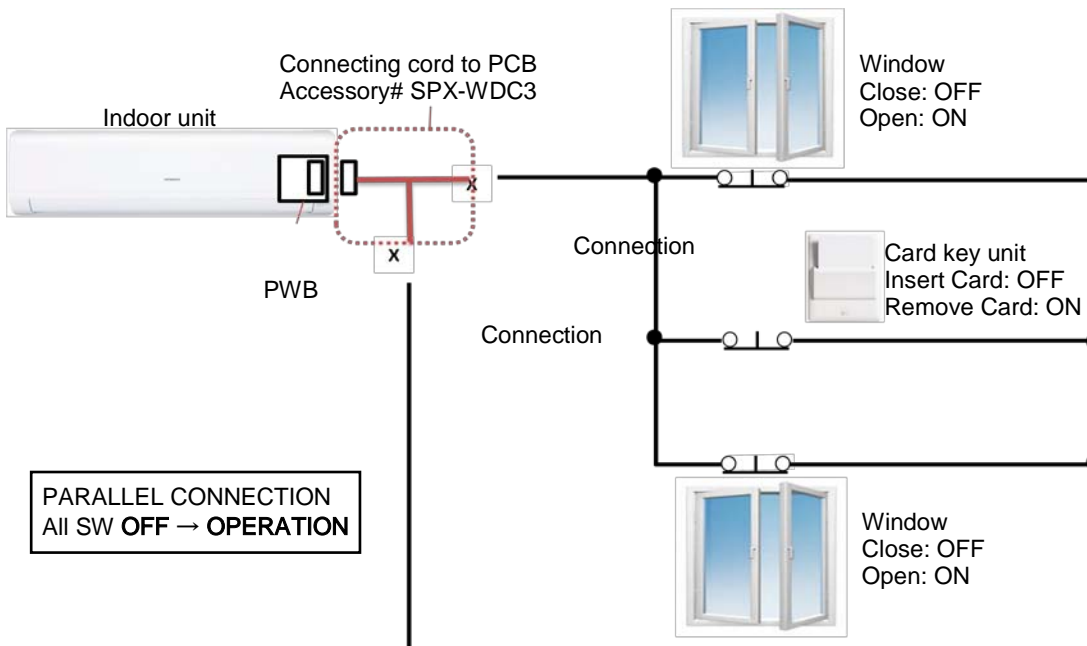 Connecting cord to PCB
Accessory# SPX-WDC3
Indoor unit
Window
Close: OFF
Open: ON
X
X
Connection
Card key unit
Insert Card: OFF
Remove Card: ON
PWB
Connection
PARALLEL CONNECTION
All SW OFF → OPERATION
Window
Close: OFF
Open: ON